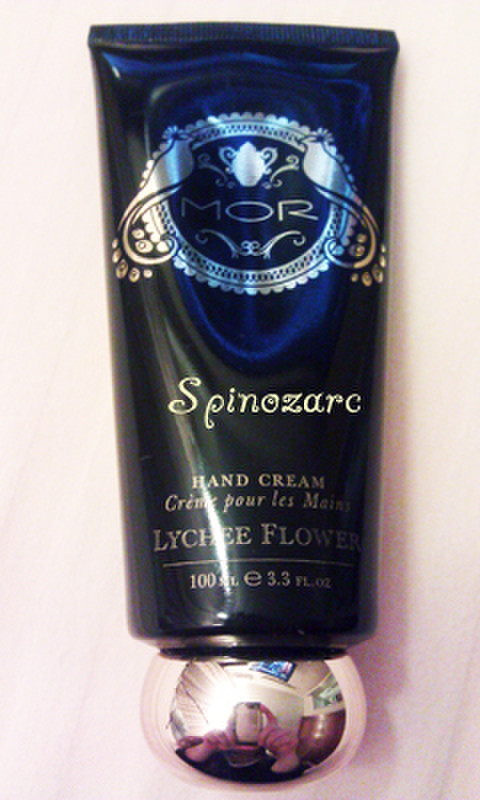 MOR
Spinozarc
HAND CREAM
Crème pour les Mains
LYCHEE FLOWER
100 ML e 3.3 FL. OZ